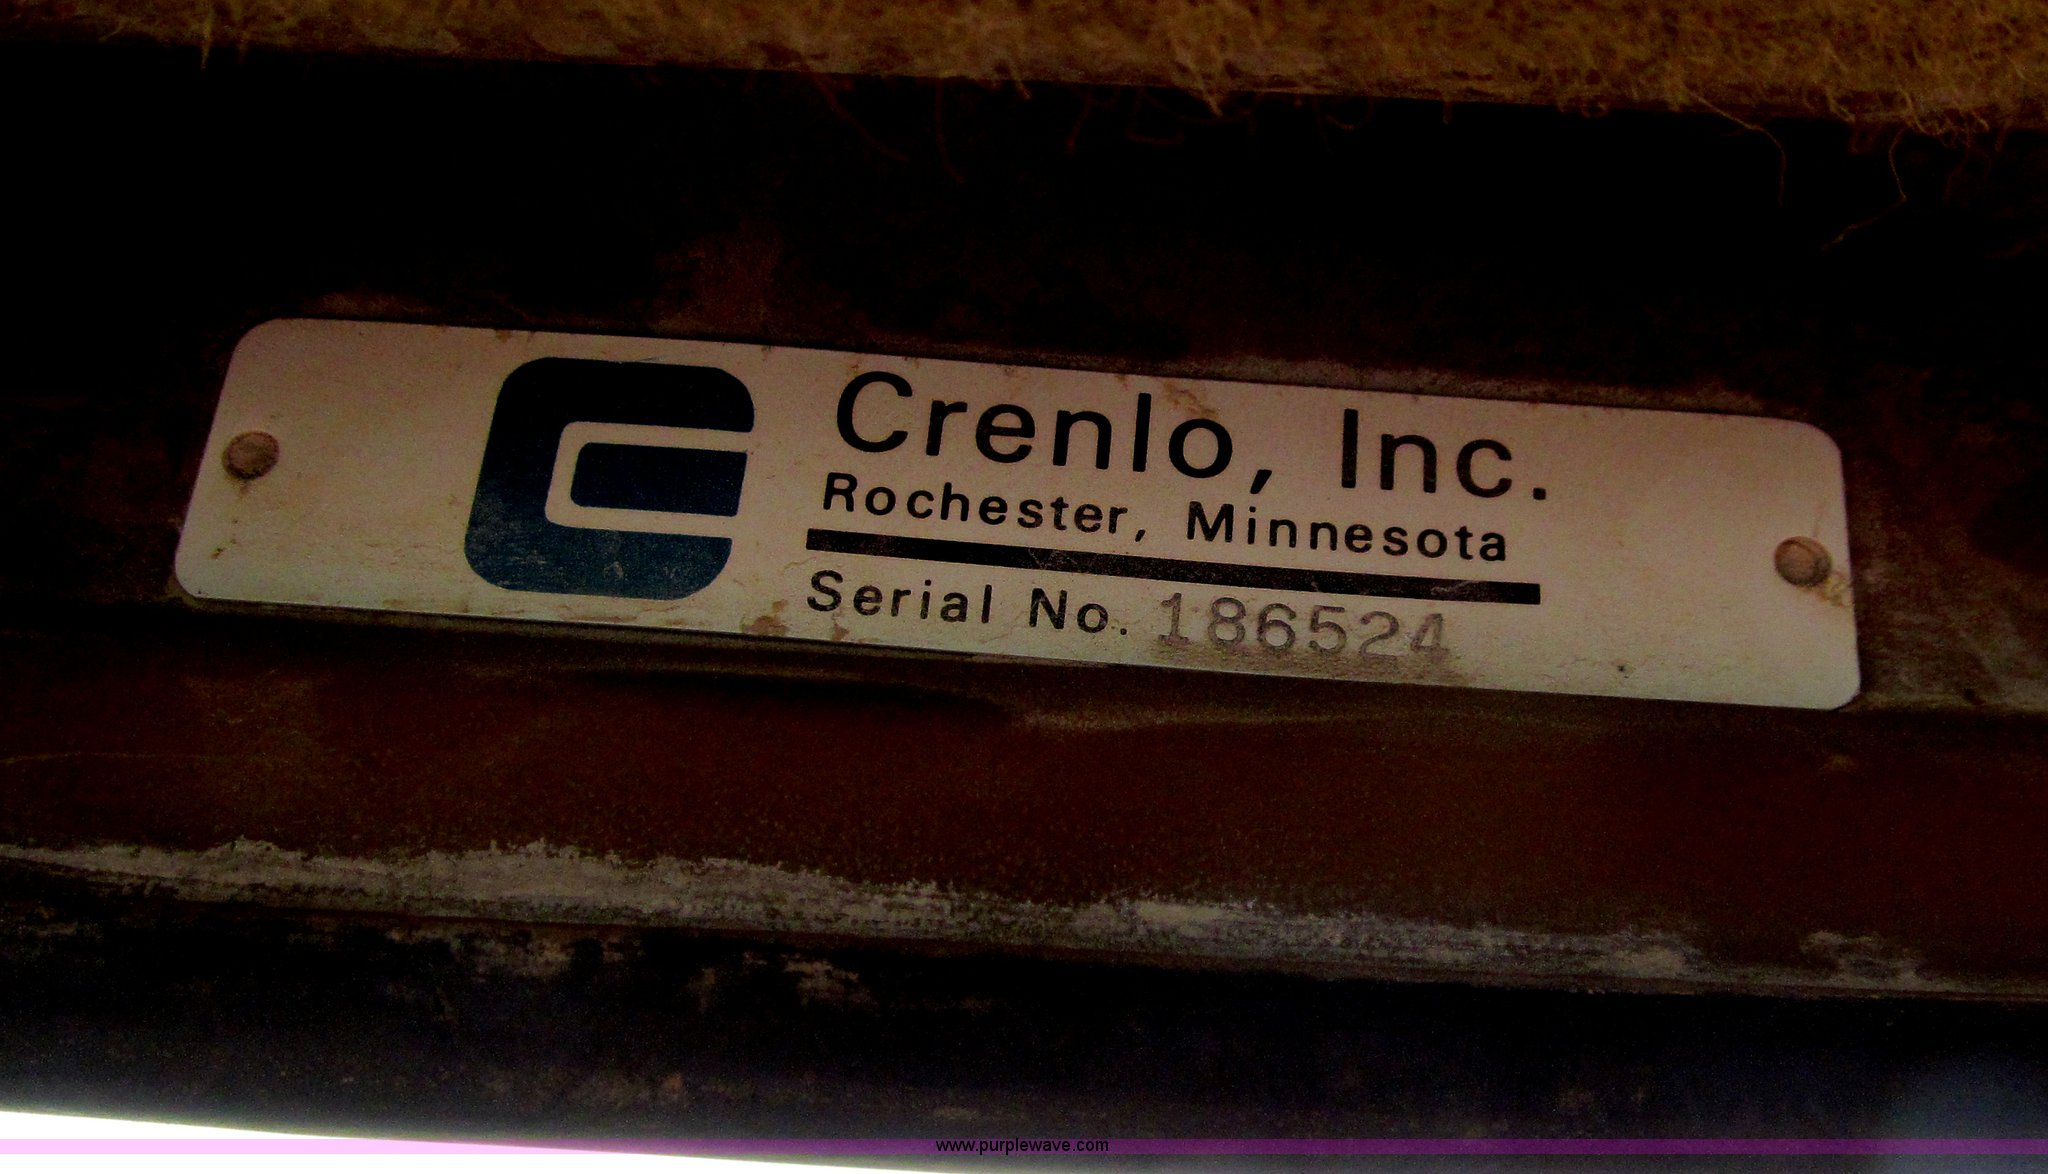 Crenlo, Inc.
Rochester, Minnesota
Serial No. 186524
www.purplewave.com